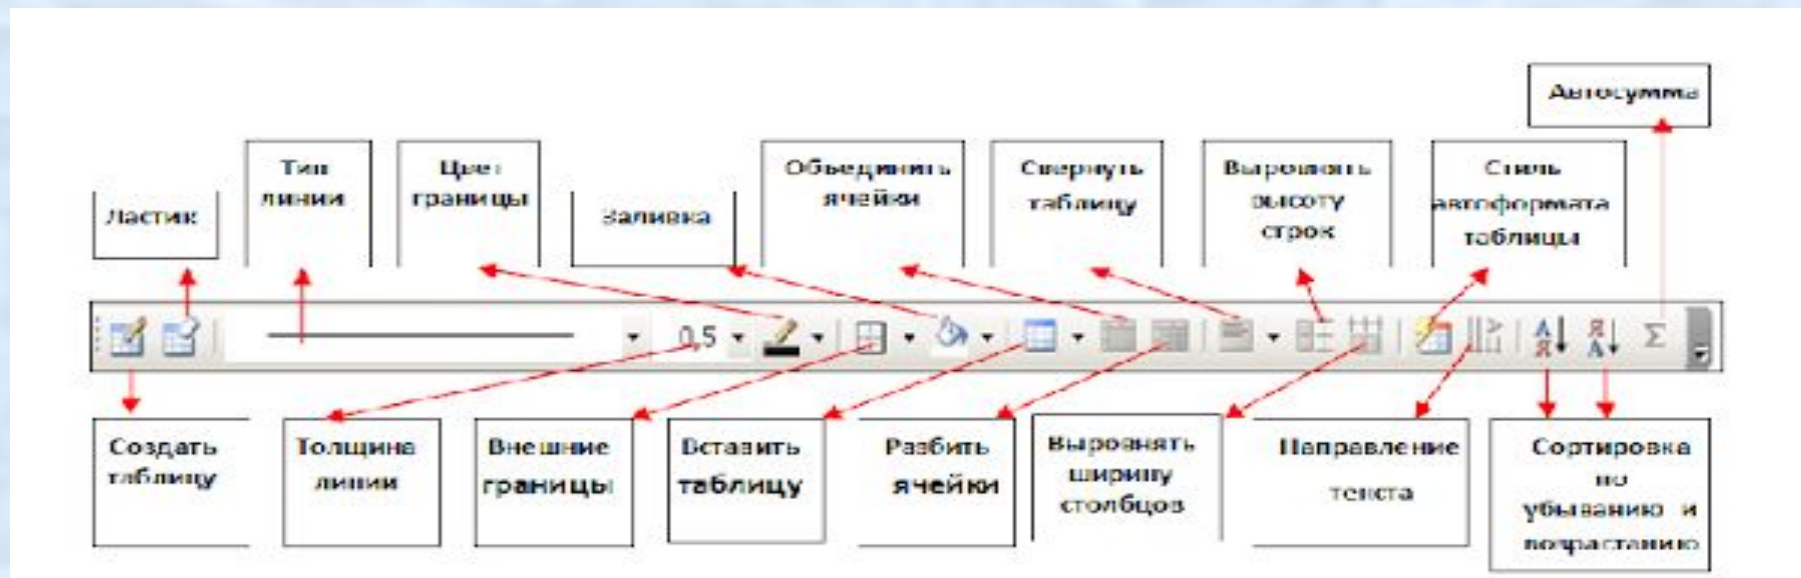 Автосумма
Тип
линии
Цвет
границы
Объединить
ячейки
Свернуть
таблицу
Выровнять
высоту
строк
Стиль
автоформата
таблицы
Ластик
Заливка
0,5
А
Я
Я
А
Σ
Создать
таблицу
Толщина
линии
Внешние
границы
Вставить
таблицу
Разбить
ячейки
Выровнять
ширину
столбцов
Направление
текста
Сортировка
по
убыванию и
возрастанию